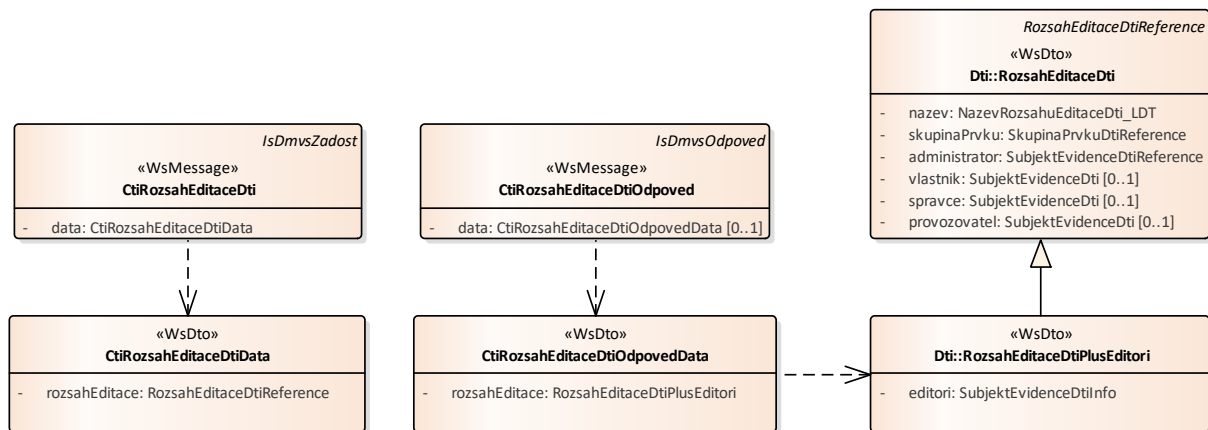 RozsahEditaceDtiReference
«WsDto»
Dti::RozsahEditaceDti
- nazev: NazevRozsahuEditaceDti_LDT
- skupinaPrvku: SkupinaPrvkuDtiReference
- administrator: SubjektEvidenceDtiReference
- vlastnik: SubjektEvidenceDti [0..1]
- spravce: SubjektEvidenceDti [0..1]
- provozovatel: SubjektEvidenceDti [0..1]
IsDmvsZadost
«WsMessage»
CtiRozsahEditaceDti
- data: CtiRozsahEditaceDtiData
IsDmvsOdpoved
«WsMessage»
CtiRozsahEditaceDtiOdpoved
- data: CtiRozsahEditaceDtiOdpovedData [0..1]
«WsDto»
CtiRozsahEditaceDtiData
- rozsahEditace: RozsahEditaceDtiReference
«WsDto»
CtiRozsahEditaceDtiOdpovedData
- rozsahEditace: RozsahEditaceDtiPlusEditori
«WsDto»
Dti::RozsahEditaceDtiPlusEditori
- editori: SubjektEvidenceDtiInfo